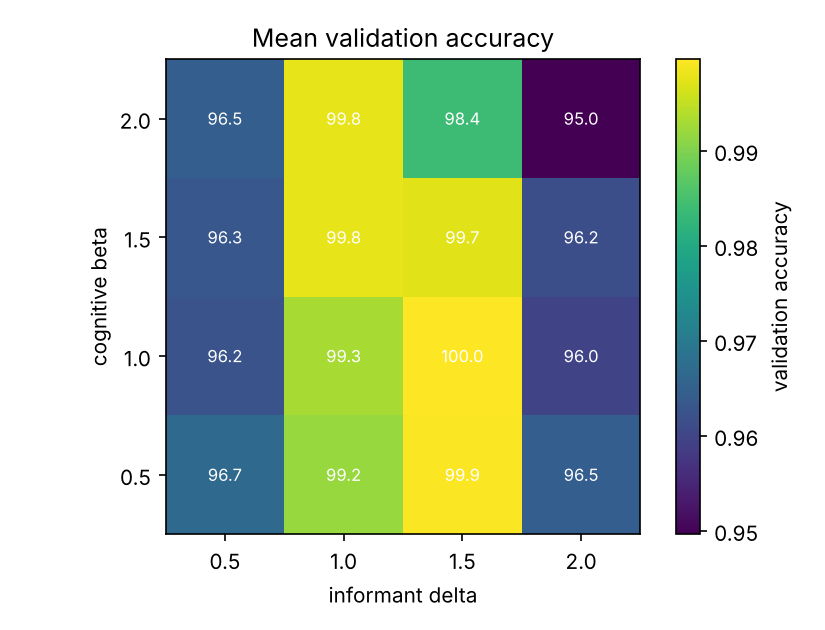 Mean validation accuracy
2.0 96.5 99.8 98.4 95.0
1.5 96.3 99.8 99.7 96.2
1.0 96.2 99.3 100.0 96.0
0.5 96.7 99.2 99.9 96.5
0.5 1.0 1.5 2.0
informant delta
cognitive beta
0.99
0.98
0.97
0.96
0.95
validation accuracy